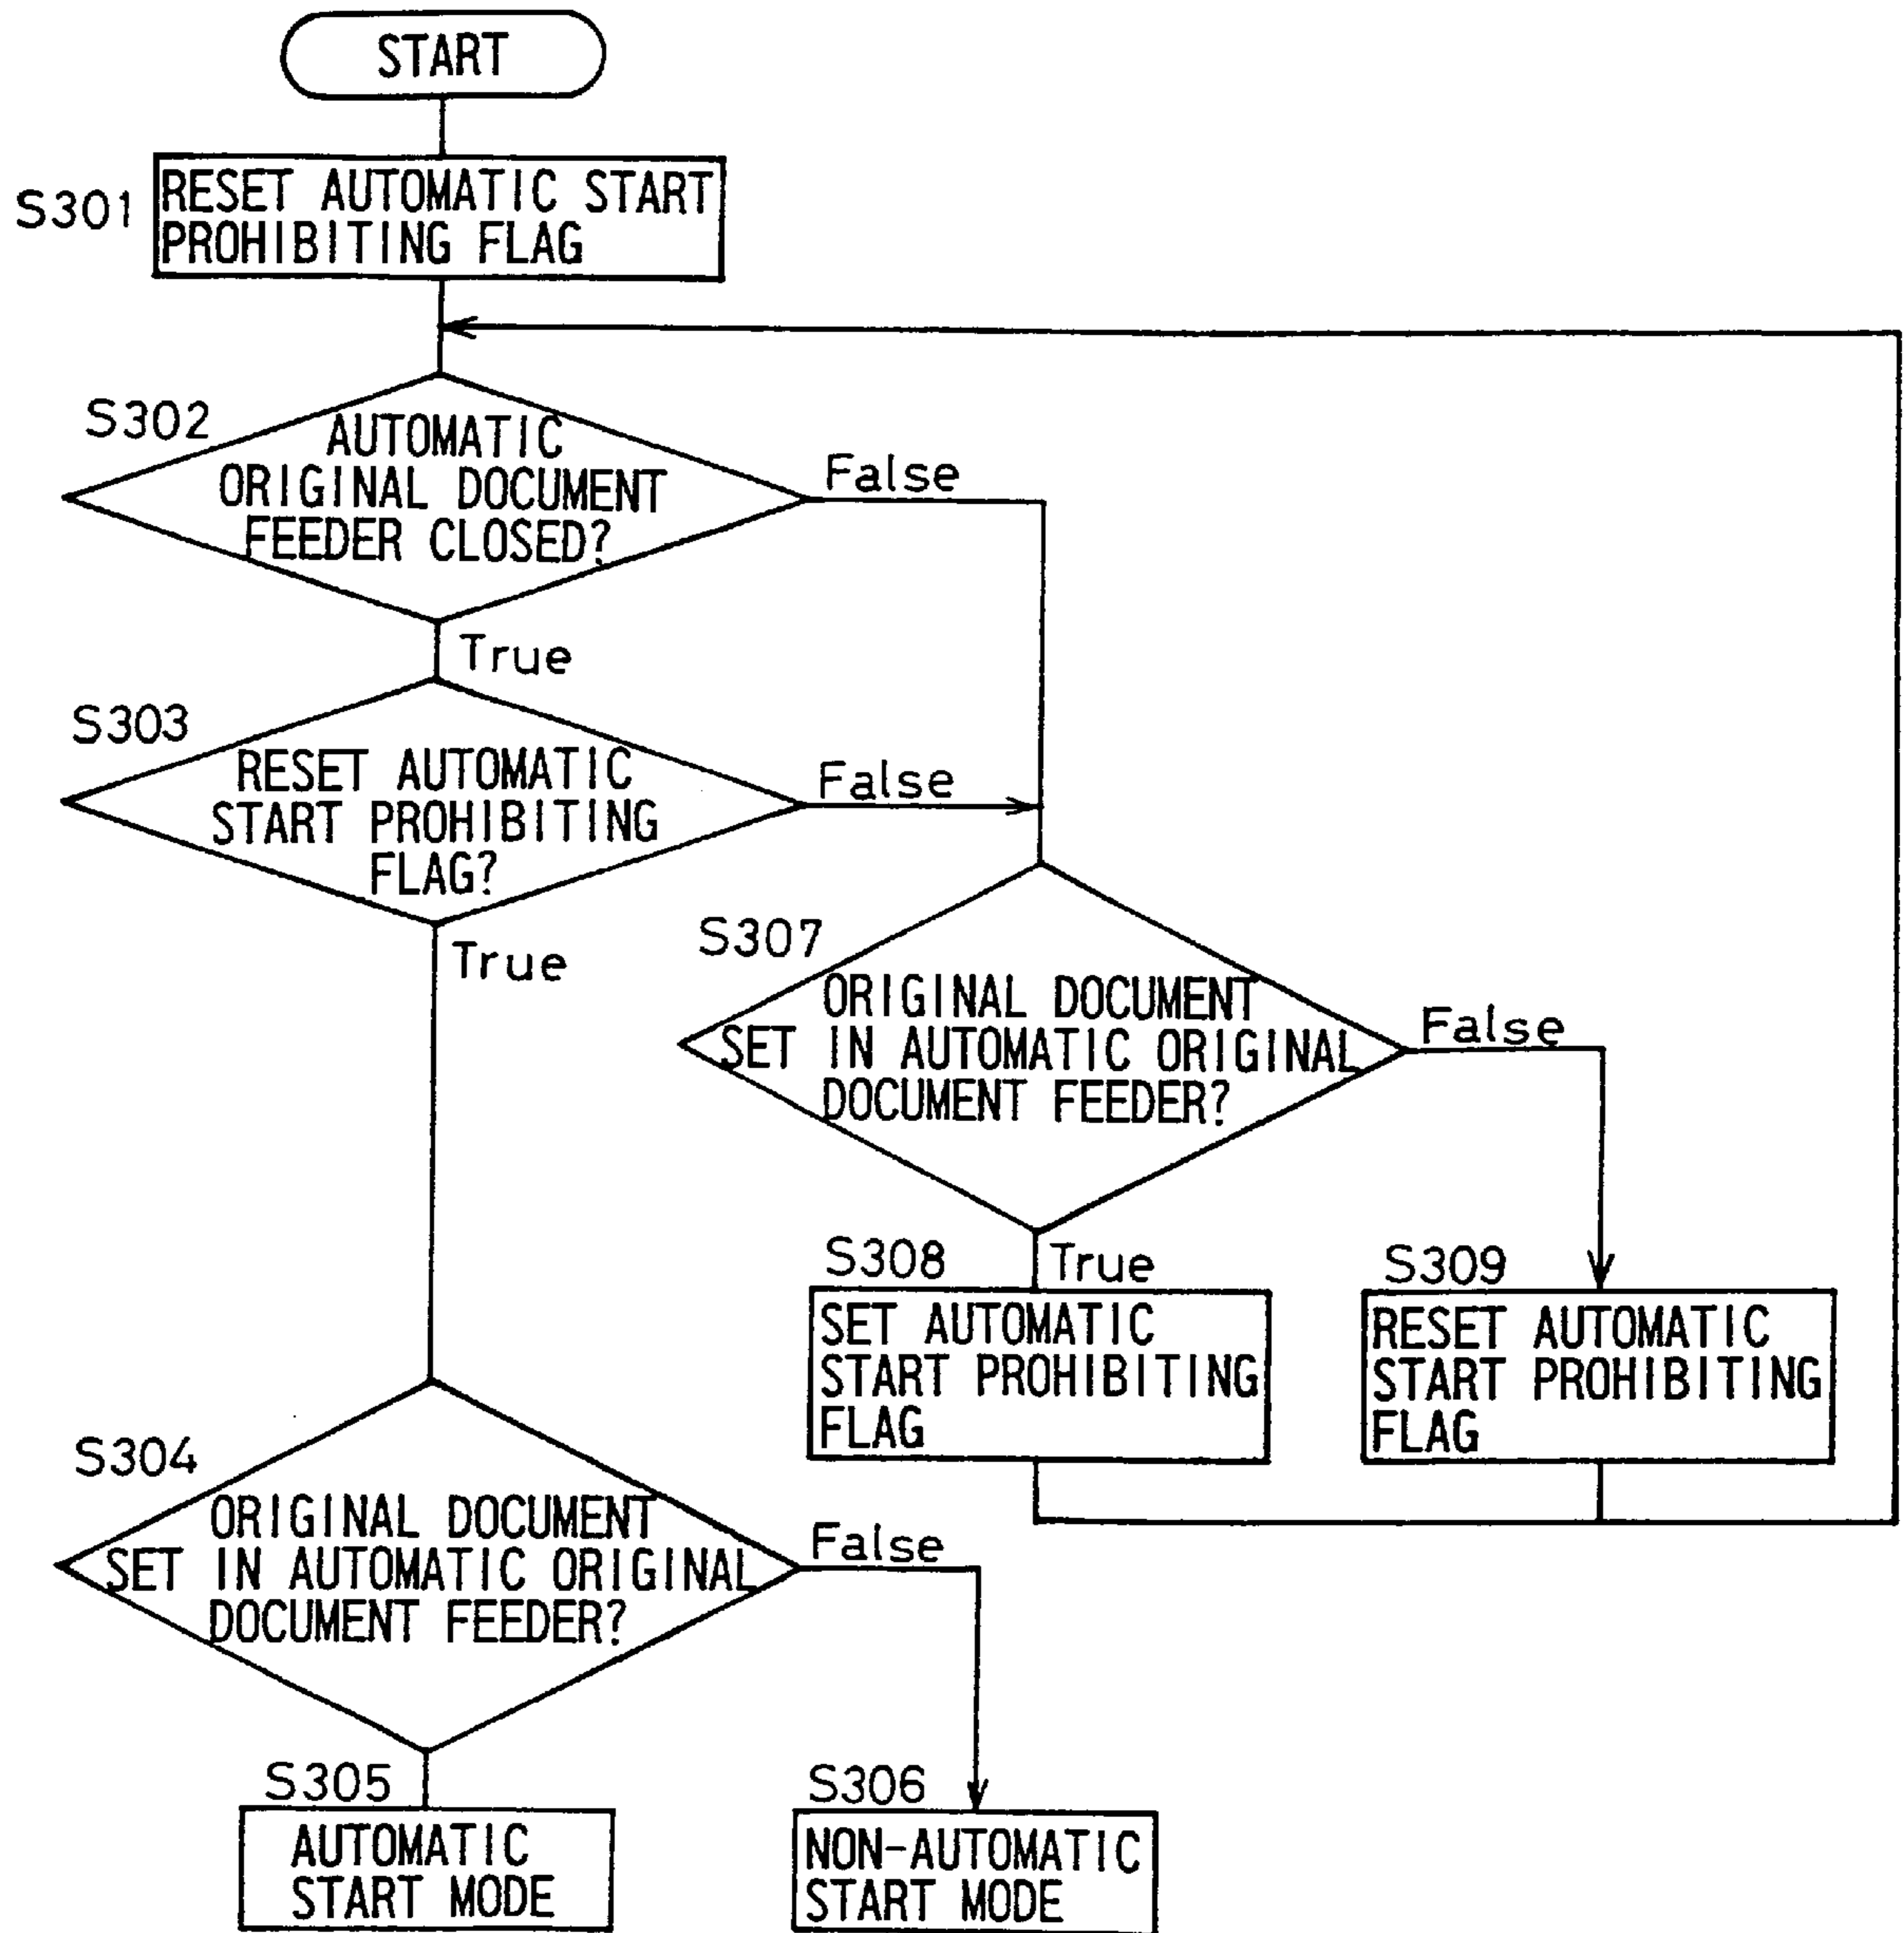 START
S301
RESET AUTOMATIC START
PROHIBITING FLAG
S302
AUTOMATIC
ORIGINAL DOCUMENT
FEEDER CLOSED?
False
True
S303
RESET AUTOMATIC
START PROHIBITING
FLAG?
False
True
S307
ORIGINAL DOCUMENT
SET IN AUTOMATIC ORIGINAL
DOCUMENT FEEDER?
False
True
S308
SET AUTOMATIC
START PROHIBITING
FLAG
S309
RESET AUTOMATIC
START PROHIBITING
FLAG
S304
ORIGINAL DOCUMENT
SET IN AUTOMATIC ORIGINAL
DOCUMENT FEEDER?
False
S305
AUTOMATIC
START MODE
S306
NON-AUTOMATIC
START MODE